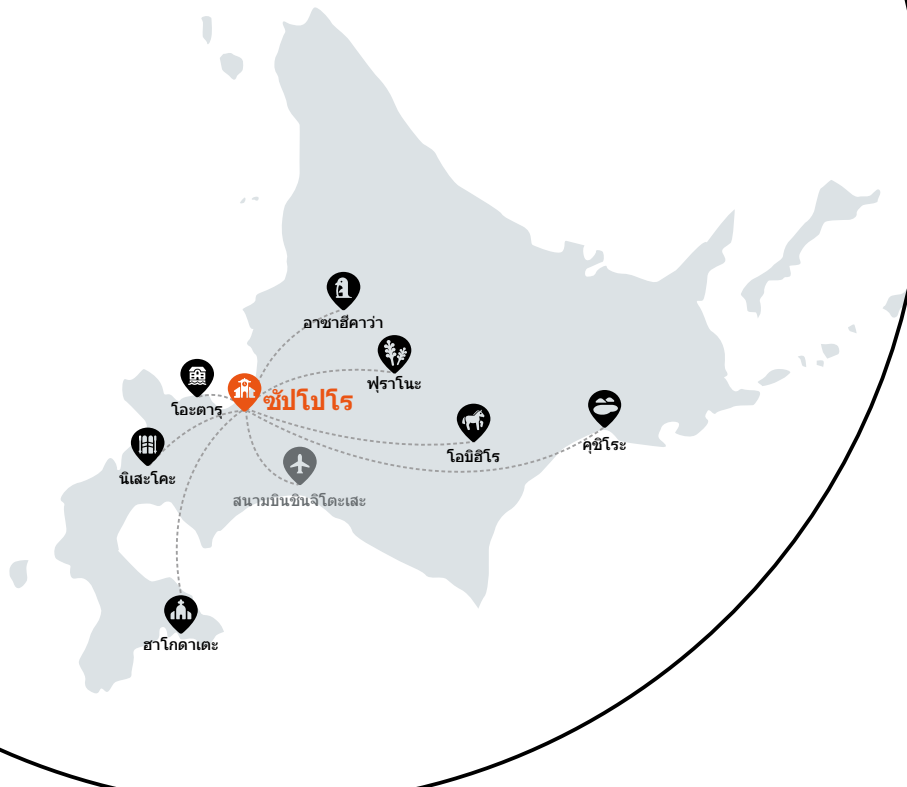 อาซาฮีคาว่า
ฟุราโนะ
ซัปโปโร
โอะตารุ
คุชิโระ
โอบิฮิโร
นิเสะโคะ
สนามบินชินจิโตะเสะ
ฮาโกดาเตะ